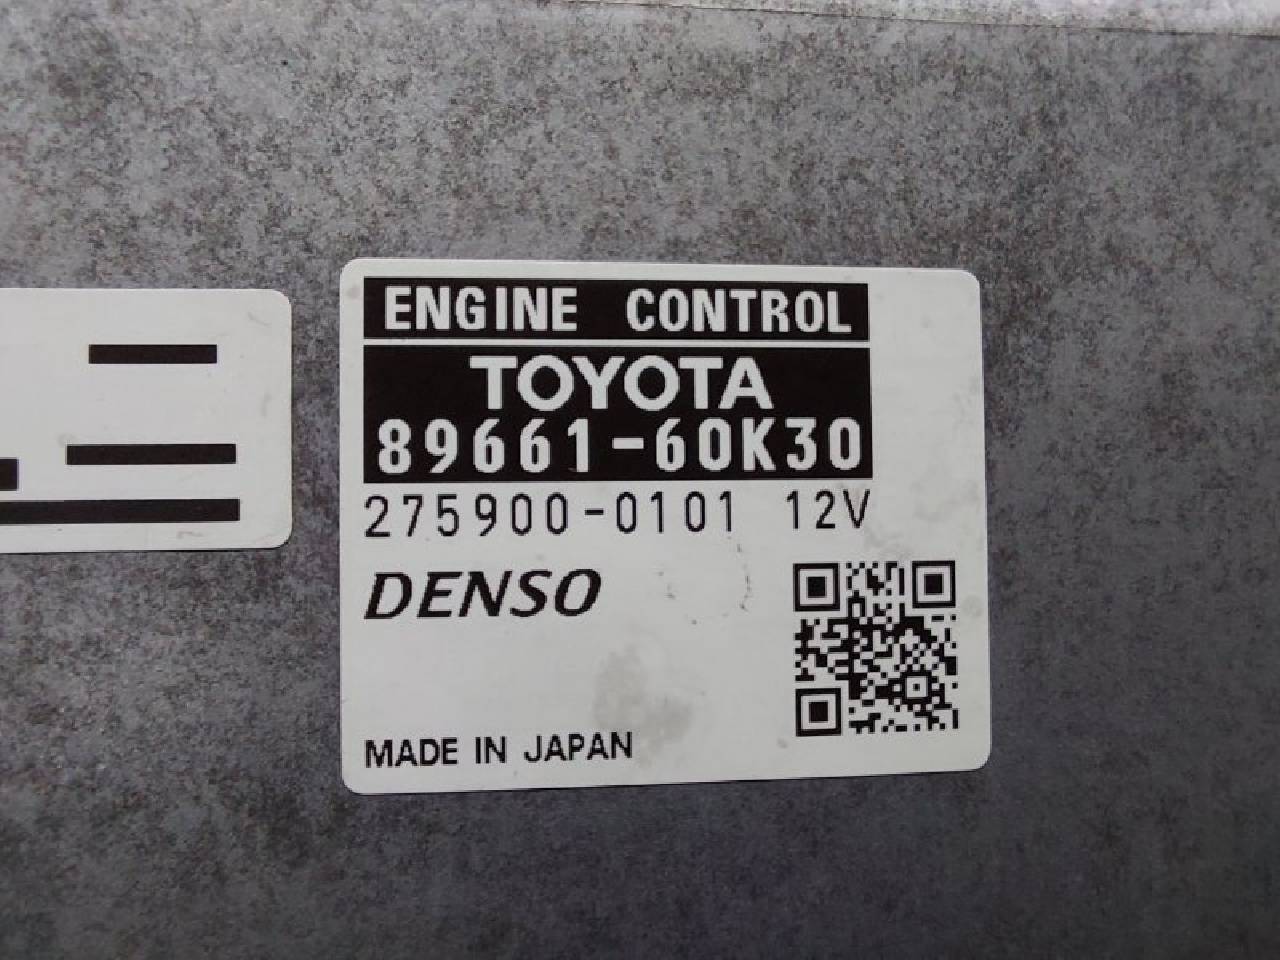 ENGINE CONTROL
TOYOTA
89661-60K30
275900-0101 12V
DENSO
MADE IN JAPAN